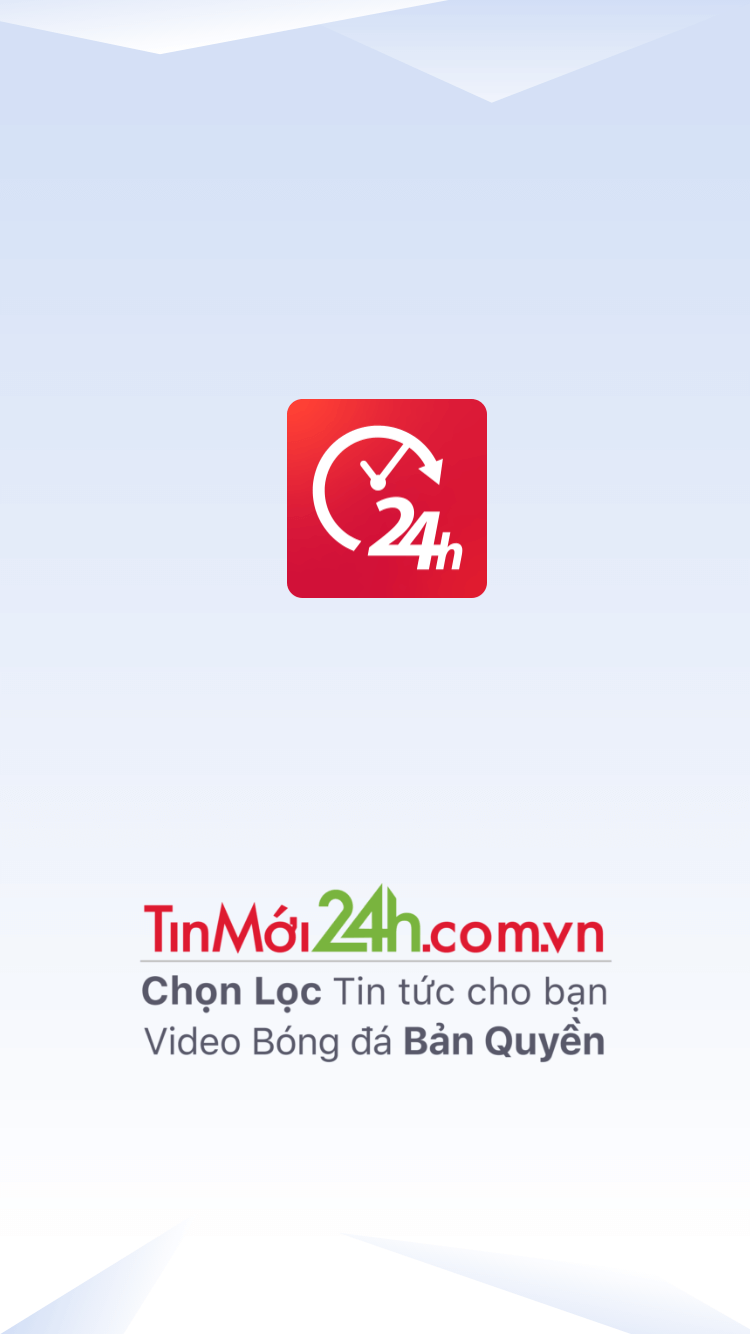 24h
TinMới24h.com.vn
Chọn Lọc Tin tức cho bạn
Video Bóng đá Bản Quyền